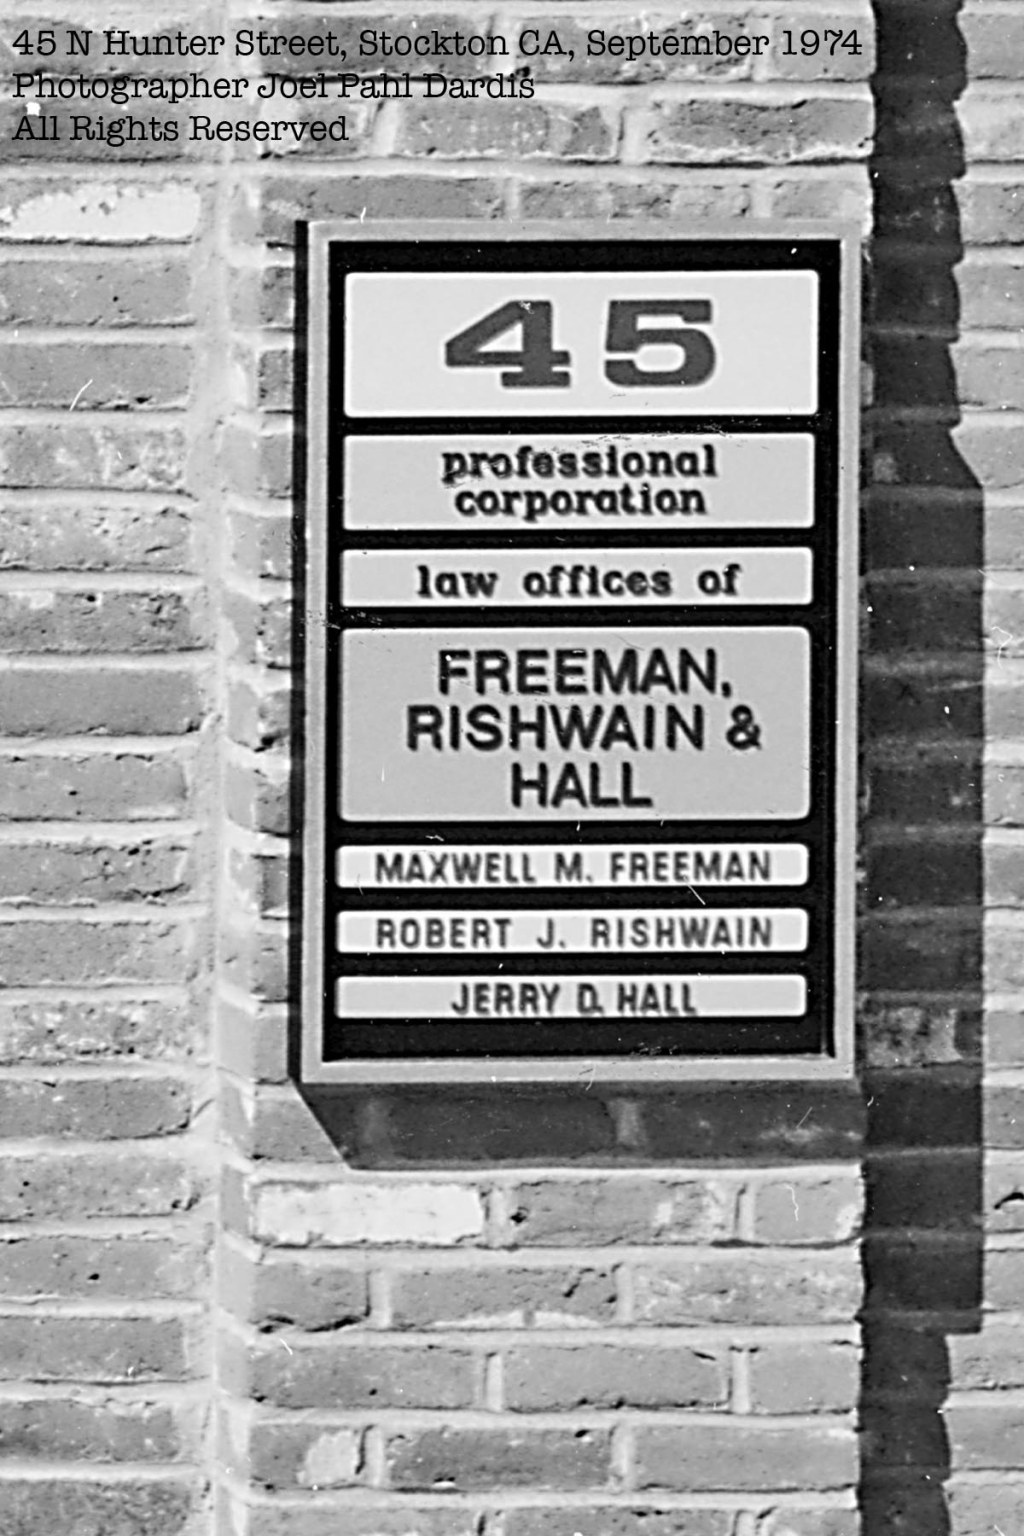 45 N Hunter Street, Stockton CA, September 1974
Photographer Joel Pahl Dardis
All Rights Reserved
45
professional
corporation
law offices of
FREEMAN,
RISHWAIN &
HALL
MAXWELL M. FREEMAN
ROBERT J. RISHWAIN
JERRY D. HALL